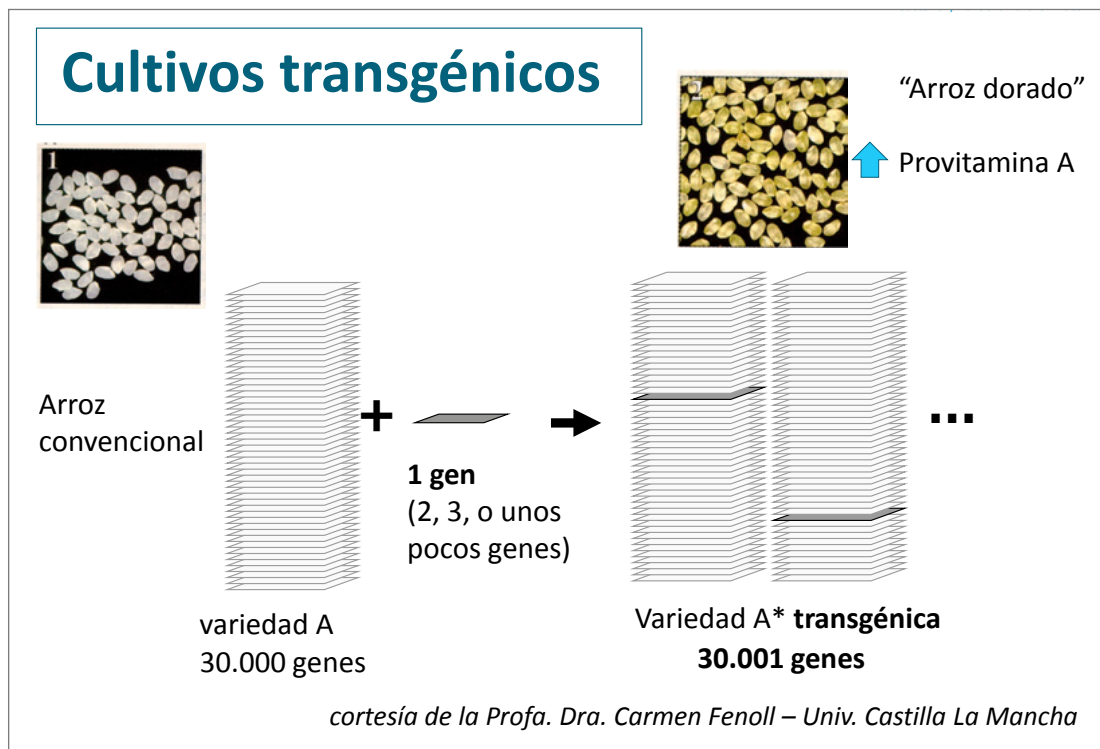 Cultivos transgénicos
1
2
“Arroz dorado”
Provitamina A
Arroz
convencional
+
1 gen
(2, 3, o unos
pocos genes)
...
variedad A
30.000 genes
Variedad A* transgénica
30.001 genes
cortesía de la Profa. Dra. Carmen Fenoll – Univ. Castilla La Mancha